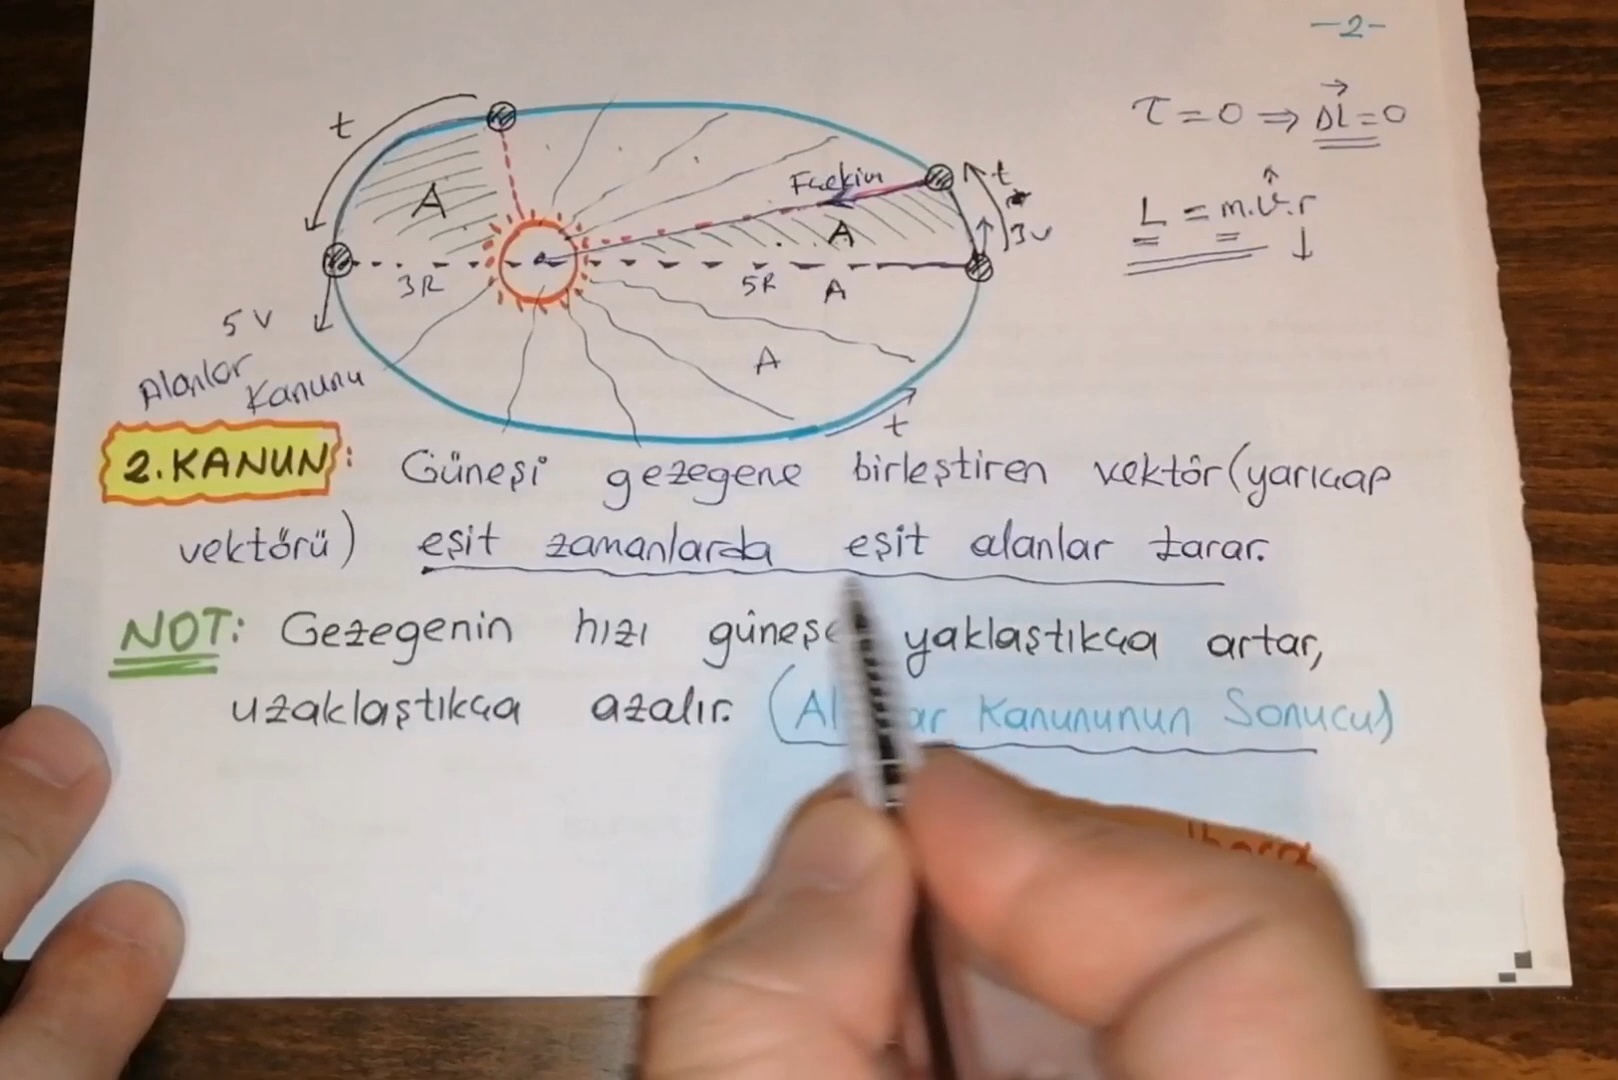 -2-
τ = 0 ⇒ ΔL = 0
L = m.v.r
t
A
Fçekim
t
A
3V
3R
5R
A
5V
A
t
Alanlar
Kanunu
2.KANUN: Güneşi gezegene birleştiren vektör(yarıçap
vektörü) eşit zamanlarda eşit alanlar tarar.
NOT: Gezegenin hızı güneşe yaklaştıkça artar,
uzaklaştıkça azalır. (Al ar Kanununun Sonucu)